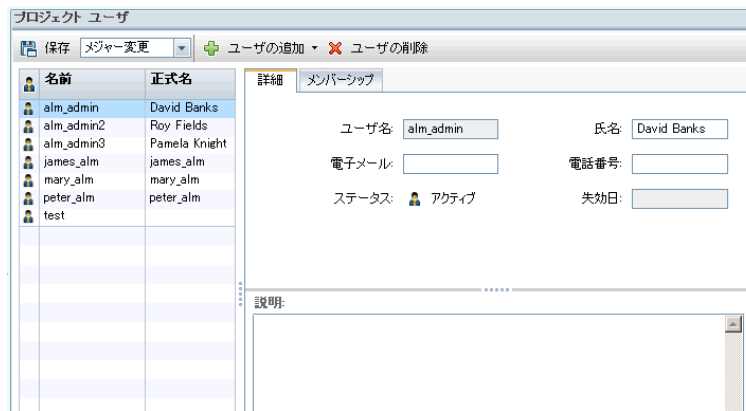 プロジェクト ユーザ
保存 メジャー変更 ユーザの追加 ユーザの削除
名前 正式名
alm_admin David Banks
alm_admin2 Roy Fields
alm_admin3 Pamela Knight
james_alm james_alm
mary_alm mary_alm
peter_alm peter_alm
test
詳細 メンバーシップ
ユーザ名: alm_admin 氏名: David Banks
電子メール: 電話番号:
ステータス: アクティブ 失効日:
説明: